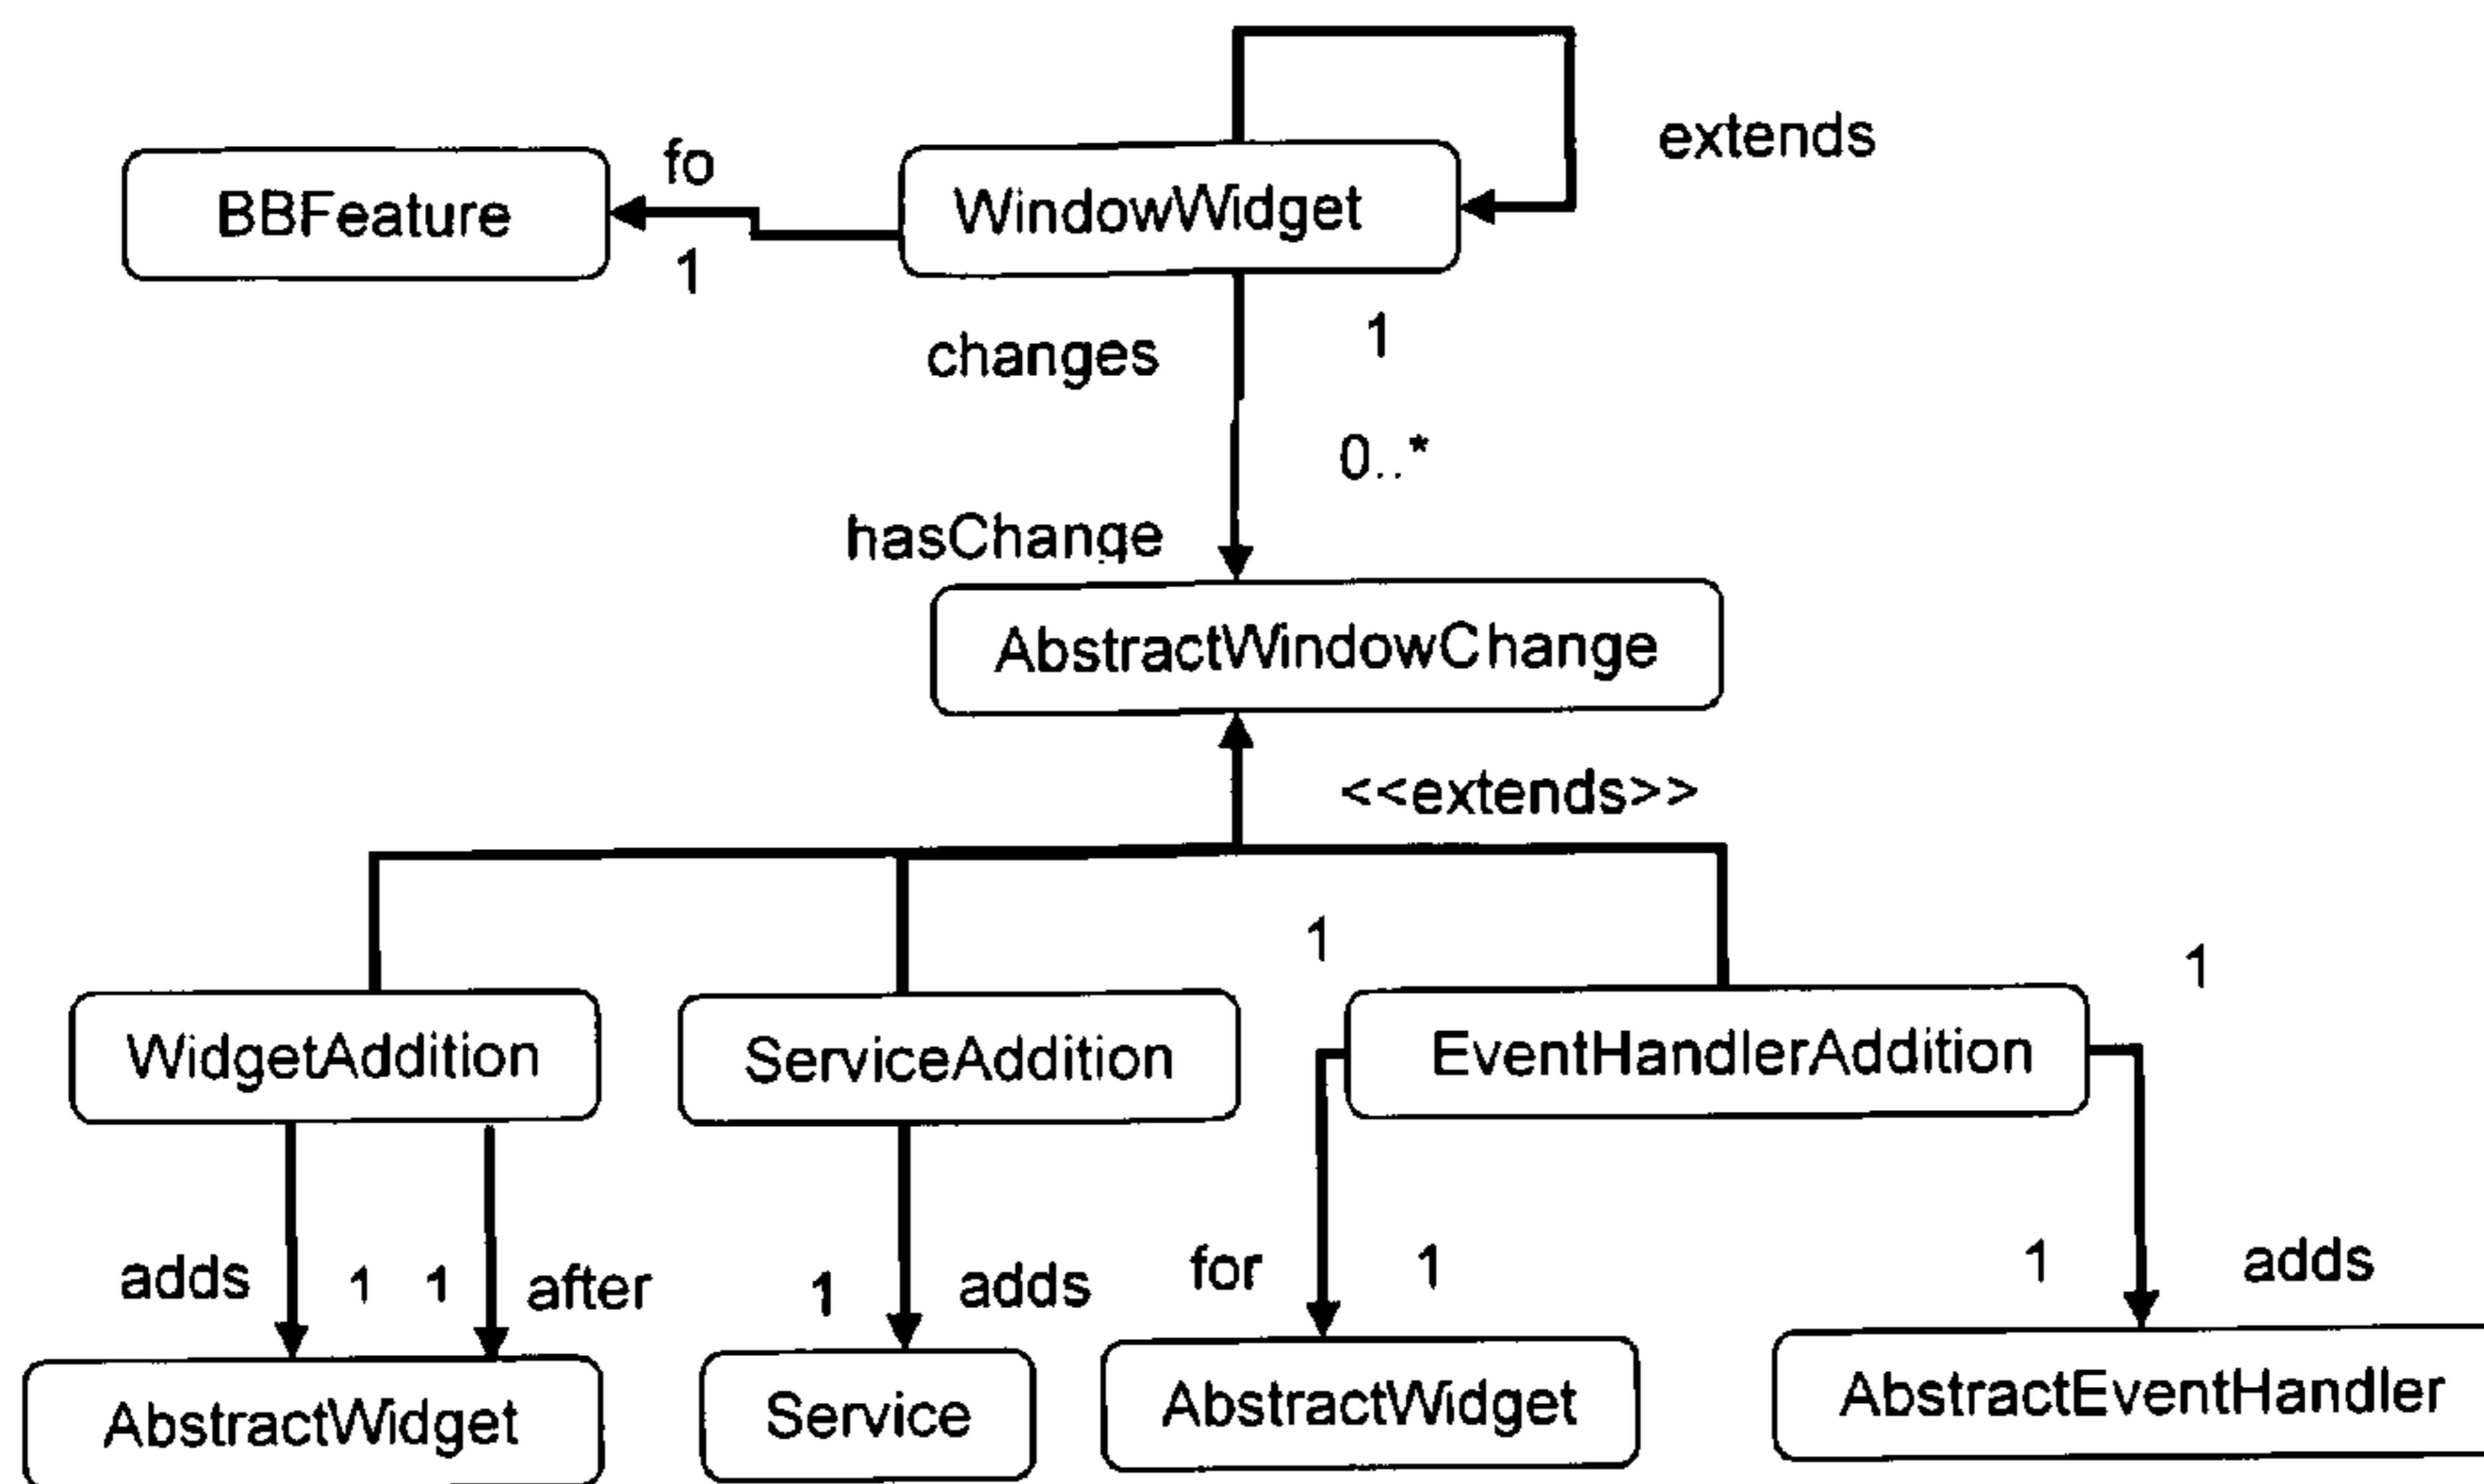 extends
fo
BBFeature
WindowWidget
1
1
changes
0..*
hasChange
AbstractWindowChange
<<extends>>
1
1
WidgetAddition
ServiceAddition
EventHandlerAddition
adds
1
1
after
1
adds
for
1
1
adds
AbstractWidget
Service
AbstractWidget
AbstractEventHandler